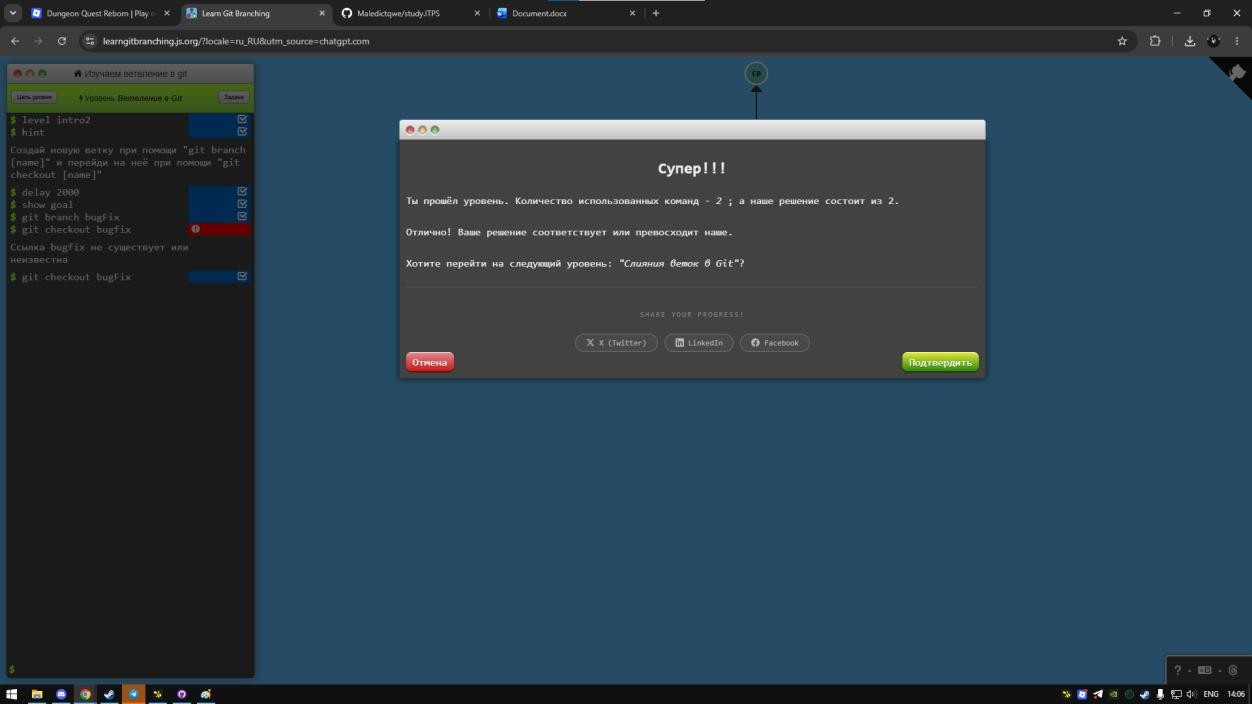 Dungeon Quest Reborn | Play o
Learn Git Branching
Maledictqwe/studyJTPS
Document.docx
learngitbranching.js.org/?locale=ru_RU&utm_source=chatgpt.com
Изучаем ветвление в git
Цель уровня
Уровень Ветвление в Git
Задача
$ level intro2
$ hint
Создай новую ветку при помощи "git branch
[name]" и перейди на неё при помощи "git
checkout [name]"
$ delay 2000
$ show goal
$ git branch bugFix
$ git checkout bugfix
Ссылка bugfix не существует или
неизвестна
$ git checkout bugFix
$
C0
Супер!!!
Ты прошёл уровень. Количество использованных команд - 2 ; а наше решение состоит из 2.
Отлично! Ваше решение соответствует или превосходит наше.
Хотите перейти на следующий уровень: "Слияния веток в Git"?
SHARE YOUR PROGRESS!
X (Twitter)
LinkedIn
Facebook
Отмена
Подтвердить
ENG
14:06